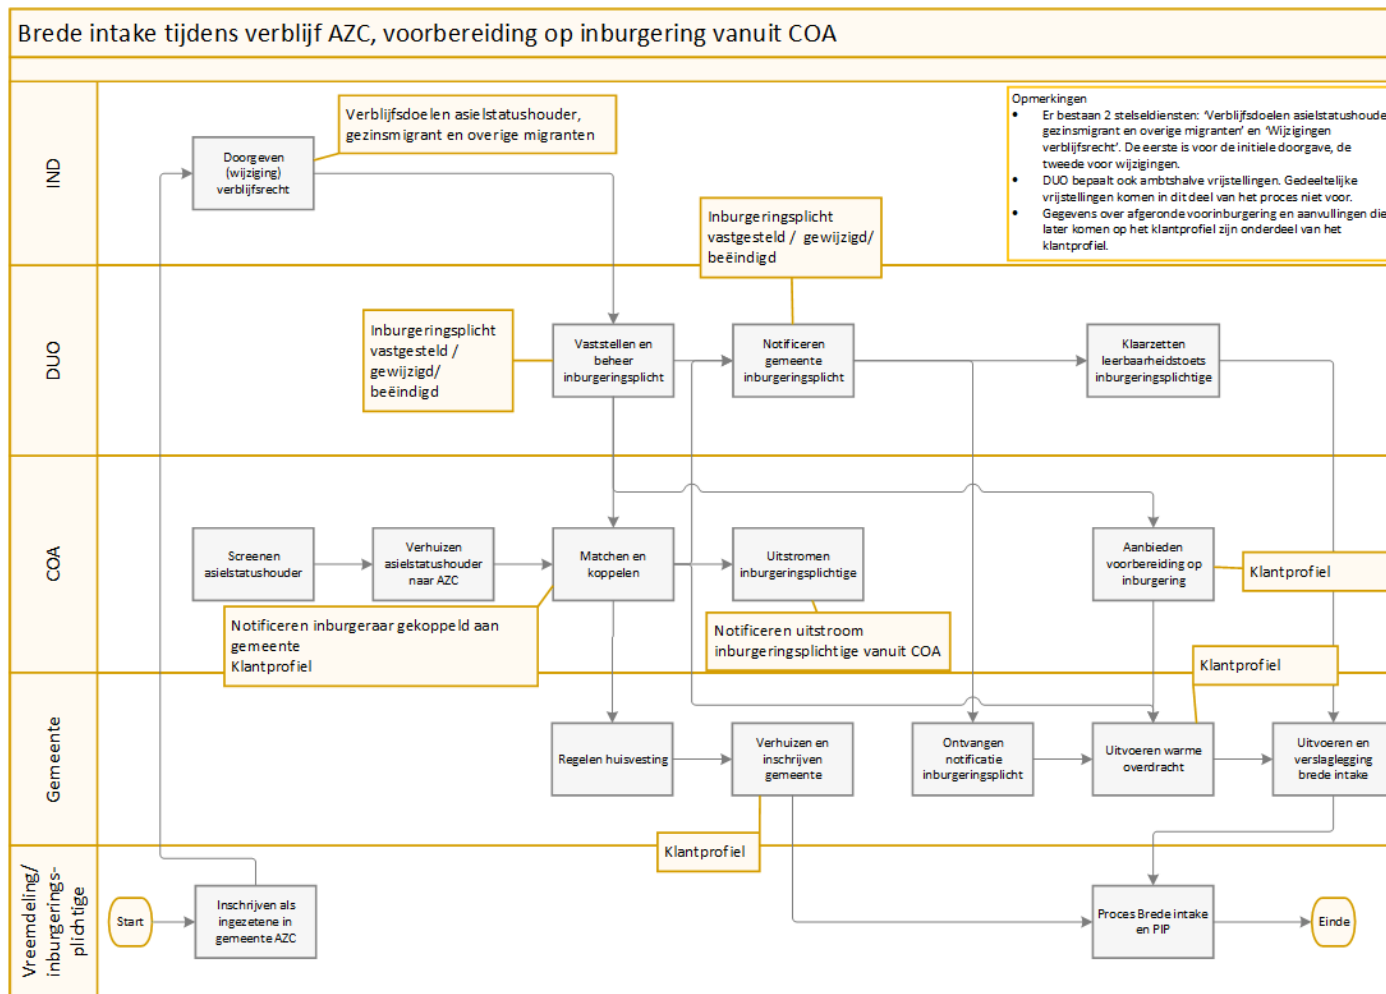 Brede intake tijdens verblijf AZC, voorbereiding op inburgering vanuit COA
IND
Doorgeven
(wijziging)
verblijfsrecht
Verblijfsdoelen asielstatushouder,
gezinsmigrant en overige migranten
Opmerkingen
• Er bestaan 2 stelseldiensten: ‘Verblijfsdoelen asielstatushoude
gezinsmigrant en overige migranten’ en ‘Wijzigingen
verblijfsrecht’. De eerste is voor de initiele doorgave, de
tweede voor wijzigingen.
• DUO bepaalt ook ambtshalve vrijstellingen. Gedeeltelijke
vrijstellingen komen in dit deel van het proces niet voor.
• Gegevens over afgeronde voorinburgering en aanvullingen die
later komen op het klantprofiel zijn onderdeel van het
klantprofiel.
Inburgeringsplicht
vastgesteld / gewijzigd/
beëindigd
DUO
Inburgeringsplicht
vastgesteld /
gewijzigd/
beëindigd
Vaststellen en
beheer
inburgeringsplicht
Notificeren
gemeente
inburgeringsplicht
Klaarzetten
leerbaarheidstoets
inburgeringsplichtige
COA
Screenen
asielstatushouder
Verhuizen
asielstatushouder
naar AZC
Matchen en
koppelen
Uitstromen
inburgeringsplichtige
Aanbieden
voorbereiding op
inburgering
Klantprofiel
Notificeren inburgeraar gekoppeld aan
gemeente
Klantprofiel
Notificeren uitstroom
inburgeringsplichtige vanuit COA
Klantprofiel
Gemeente
Regelen huisvesting
Verhuizen en
inschrijven
gemeente
Ontvangen
notificatie
inburgeringsplicht
Uitvoeren warme
overdracht
Uitvoeren en
verslaglegging
brede intake
Klantprofiel
Vreemdeling/
inburgerings-
plichtige
Start
Inschrijven als
ingezetene in
gemeente AZC
Proces Brede intake
en PIP
Einde